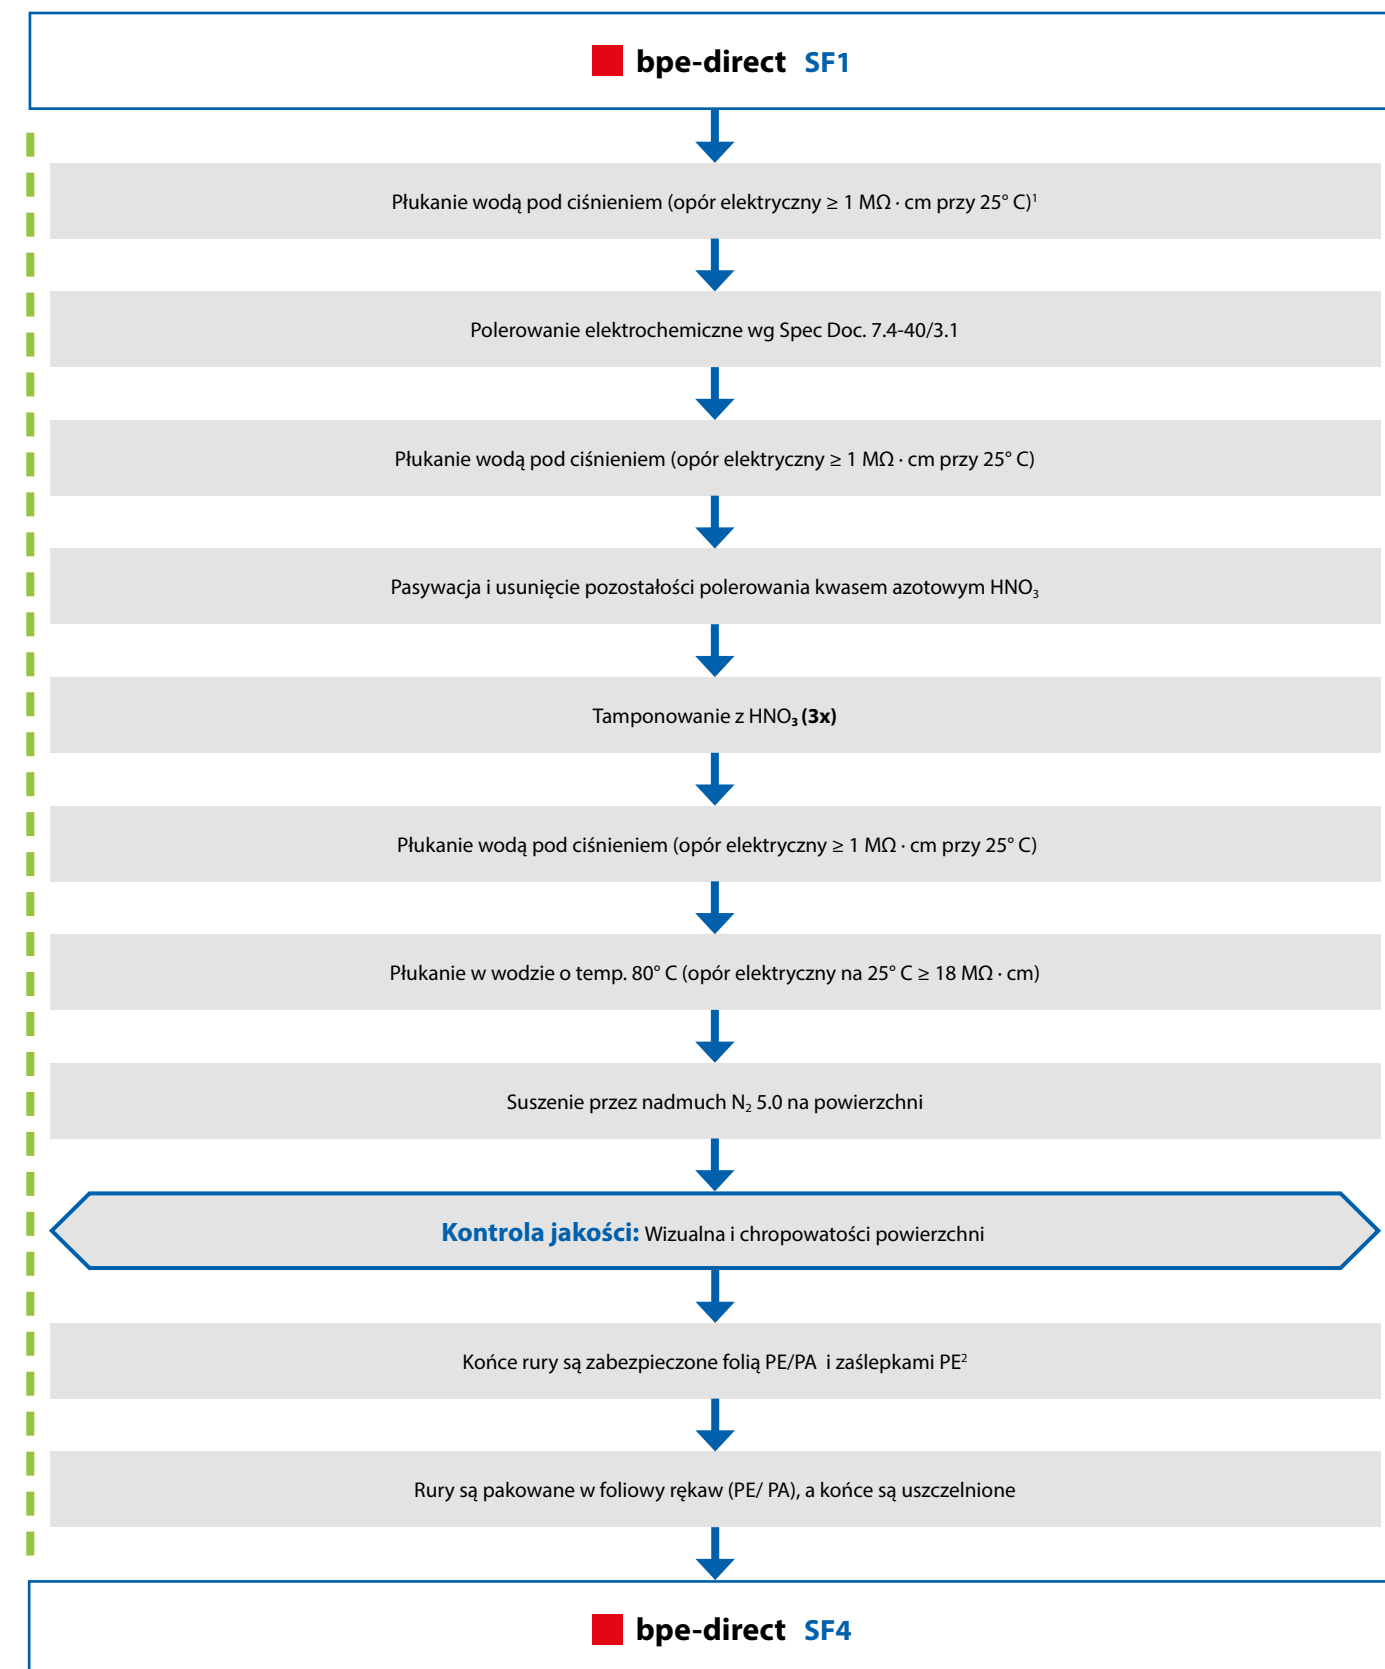 bpe-direct SF1
Płukanie wodą pod ciśnieniem (opór elektryczny ≥ 1 MΩ · cm przy 25° C)¹
Polerowanie elektrochemiczne wg Spec Doc. 7.4-40/3.1
Płukanie wodą pod ciśnieniem (opór elektryczny ≥ 1 MΩ · cm przy 25° C)
Pasywacja i usunięcie pozostałości polerowania kwasem azotowym HNO₃
Tamponowanie z HNO₃ (3x)
Płukanie wodą pod ciśnieniem (opór elektryczny ≥ 1 MΩ · cm przy 25° C)
Płukanie w wodzie o temp. 80° C (opór elektryczny na 25° C ≥ 18 MΩ · cm)
Suszenie przez nadmuch N₂ 5.0 na powierzchni
Kontrola jakości: Wizualna i chropowatości powierzchni
Końce rury są zabezpieczone folią PE/PA i zaślepkami PE²
Rury są pakowane w foliowy rękaw (PE/ PA), a końce są uszczelnione
bpe-direct SF4